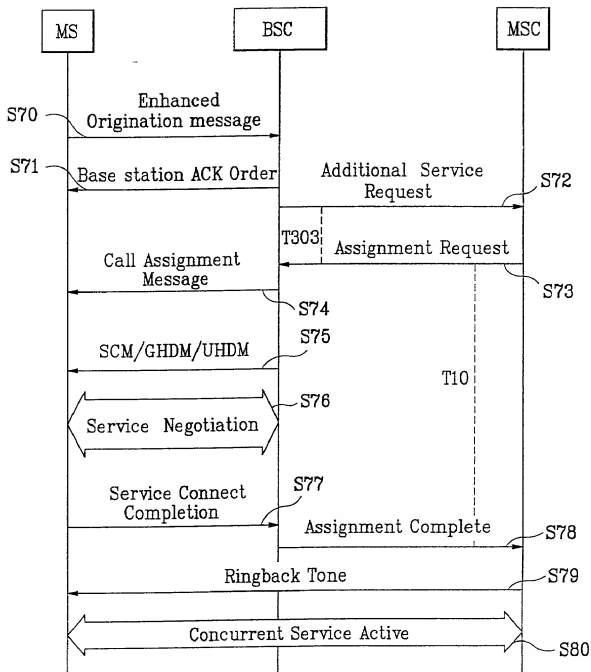 MS
BSC
MSC
Enhanced
Origination message
S70
S71
Base station ACK Order
Additional Service
Request
S72
T303
Assignment Request
S73
Call Assignment
Message
S74
SCM/GHDM/UHDM
S75
T10
Service Negotiation
S76
Service Connect
Completion
S77
Assignment Complete
S78
Ringback Tone
S79
Concurrent Service Active
S80